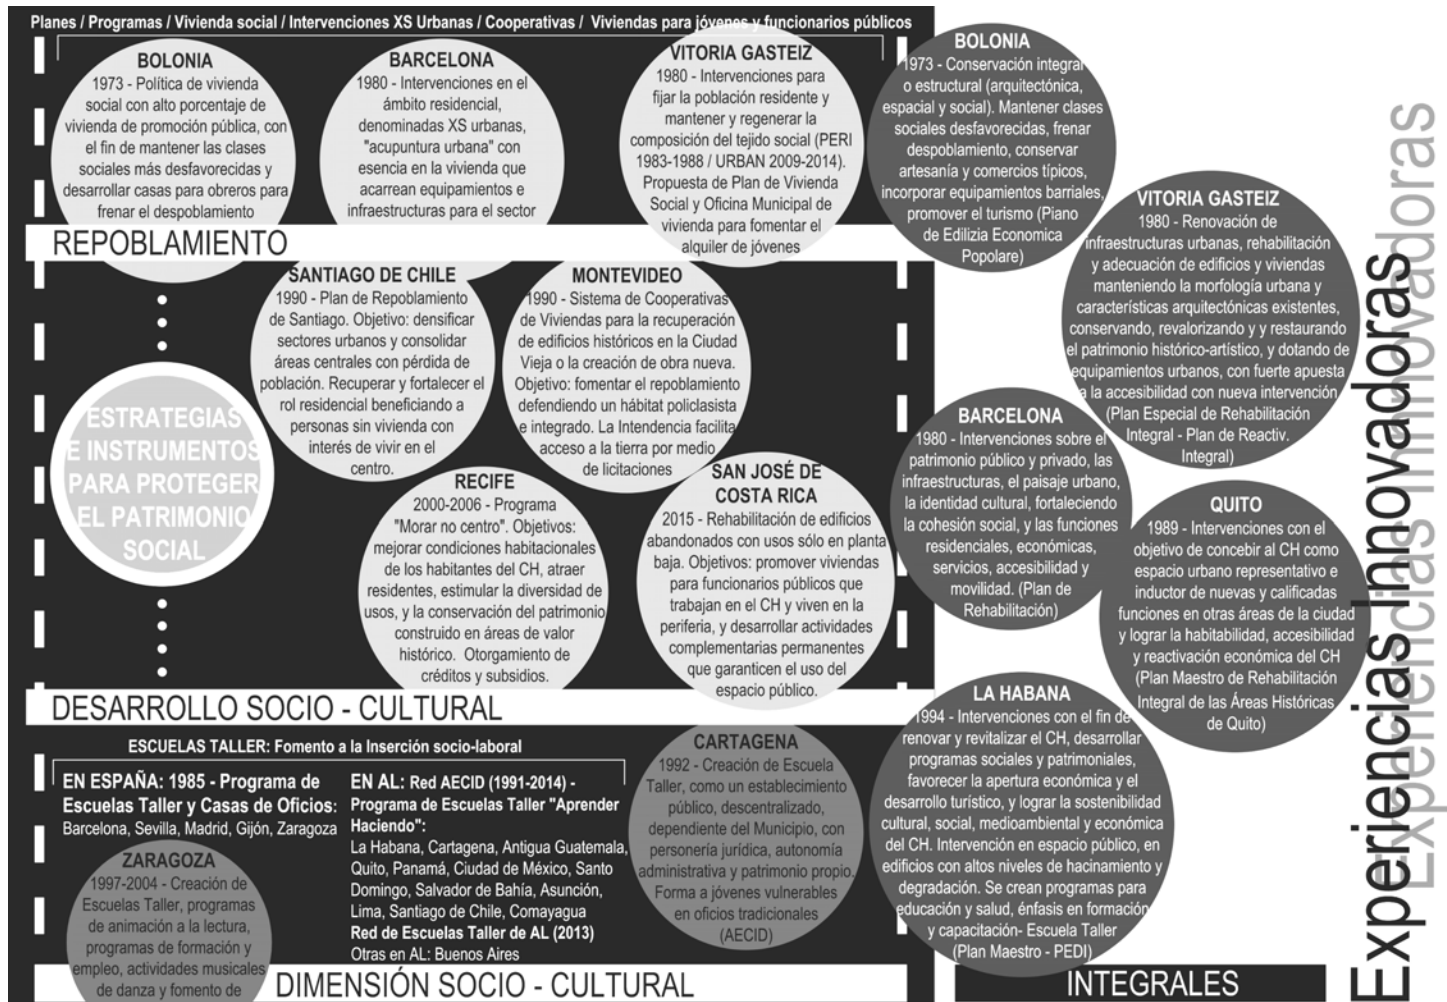 Planes / Programas / Vivienda social / Intervenciones XS Urbanas / Cooperativas / Viviendas para jóvenes y funcionarios públicos
BOLONIA
1973 - Política de vivienda
social con alto porcentaje de
vivienda de promoción pública, con
el fin de mantener las clases
sociales más desfavorecidas y
desarrollar casas para obreros para
frenar el despoblamiento
BARCELONA
1980 - Intervenciones en el
ámbito residencial,
denominadas XS urbanas,
"acupuntura urbana" con
esencia en la vivienda que
acarrean equipamientos e
infraestructuras para el sector
VITORIA GASTEIZ
1980 - Intervenciones para
fijar la población residente y
mantener y regenerar la
composición del tejido social (PERI
1983-1988 / URBAN 2009-2014).
Propuesta de Plan de Vivienda
Social y Oficina Municipal de
vivienda para fomentar el
alquiler de jóvenes
REPOBLAMIENTO
SANTIAGO DE CHILE
1990 - Plan de Repoblamiento
de Santiago. Objetivo: densificar
sectores urbanos y consolidar
áreas centrales con pérdida de
población. Recuperar y fortalecer el
rol residencial beneficiando a
personas sin vivienda con
interés de vivir en el
centro.
MONTEVIDEO
1990 - Sistema de Cooperativas
de Viviendas para la recuperación
de edificios históricos en la Ciudad
Vieja o la creación de obra nueva.
Objetivo: fomentar el repoblamiento
defendiendo un hábitat policlasista
e integrado. La Intendencia facilita
acceso a la tierra por medio
de licitaciones
ESTRATEGIAS
E INSTRUMENTOS
PARA PROTEGER
EL PATRIMONIO
SOCIAL
RECIFE
2000-2006 - Programa
"Morar no centro". Objetivos:
mejorar condiciones habitacionales
de los habitantes del CH, atraer
residentes, estimular la diversidad de
usos, y la conservación del patrimonio
construido en áreas de valor
histórico. Otorgamiento de
créditos y subsidios.
SAN JOSÉ DE
COSTA RICA
2015 - Rehabilitación de edificios
abandonados con usos sólo en planta
baja. Objetivos: promover viviendas
para funcionarios públicos que
trabajan en el CH y viven en la
periferia, y desarrollar actividades
complementarias permanentes
que garanticen el uso del
espacio público.
DESARROLLO SOCIO - CULTURAL
ESCUELAS TALLER: Fomento a la Inserción socio-laboral
EN ESPAÑA: 1985 - Programa de
Escuelas Taller y Casas de Oficios:
Barcelona, Sevilla, Madrid, Gijón, Zaragoza
ZARAGOZA
1997-2004 - Creación de
Escuelas Taller, programas
de animación a la lectura,
programas de formación y
empleo, actividades musicales
de danza y fomento de
EN AL: Red AECID (1991-2014) -
Programa de Escuelas Taller "Aprender
Haciendo":
La Habana, Cartagena, Antigua Guatemala,
Quito, Panamá, Ciudad de México, Santo
Domingo, Salvador de Bahía, Asunción,
Lima, Santiago de Chile, Comayagua
Red de Escuelas Taller de AL (2013)
Otras en AL: Buenos Aires
CARTAGENA
1992 - Creación de Escuela
Taller, como un establecimiento
público, descentralizado,
dependiente del Municipio, con
personería jurídica, autonomía
administrativa y patrimonio propio.
Forma a jóvenes vulnerables
en oficios tradicionales
(AECID)
DIMENSIÓN SOCIO - CULTURAL
BOLONIA
1973 - Conservación integral
o estructural (arquitectónica,
espacial y social). Mantener clases
sociales desfavorecidas, frenar
despoblamiento, conservar
artesanía y comercios típicos,
incorporar equipamientos barriales,
promover el turismo (Piano
de Edilizia Economica
Popolare)
VITORIA GASTEIZ
1980 - Renovación de
infraestructuras urbanas, rehabilitación
y adecuación de edificios y viviendas
manteniendo la morfología urbana y
características arquitectónicas existentes,
conservando, revalorizando y y restaurando
el patrimonio histórico-artístico, y dotando de
equipamientos urbanos, con fuerte apuesta
a la accesibilidad con nueva intervención
(Plan Especial de Rehabilitación
Integral - Plan de Reactiv.
Integral)
BARCELONA
1980 - Intervenciones sobre el
patrimonio público y privado, las
infraestructuras, el paisaje urbano,
la identidad cultural, fortaleciendo
la cohesión social, y las funciones
residenciales, económicas,
servicios, accesibilidad y
movilidad. (Plan de
Rehabilitación)
QUITO
1989 - Intervenciones con el
objetivo de concebir al CH como
espacio urbano representativo e
inductor de nuevas y calificadas
funciones en otras áreas de la ciudad
y lograr la habitabilidad, accesibilidad
y reactivación económica del CH
(Plan Maestro de Rehabilitación
Integral de las Áreas Históricas
de Quito)
LA HABANA
1994 - Intervenciones con el fin de
renovar y revitalizar el CH, desarrollar
programas sociales y patrimoniales,
favorecer la apertura económica y el
desarrollo turístico, y lograr la sostenibilidad
cultural, social, medioambiental y económica
del CH. Intervención en espacio público, en
edificios con altos niveles de hacinamiento y
degradación. Se crean programas para
educación y salud, énfasis en formación
y capacitación- Escuela Taller
(Plan Maestro - PEDI)
INTEGRALES
Experiencias Innovadoras
Experiencias Innovadoras